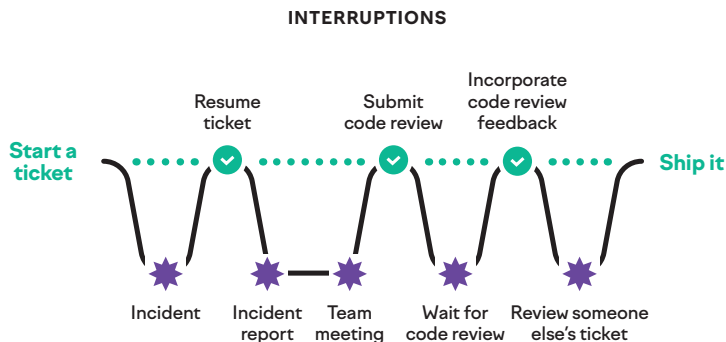 INTERRUPTIONS
Incorporate
code review
feedback
Resume
ticket
Submit
code review
Start a
ticket
Ship it
Incident
Incident
report
Team
meeting
Wait for
code review
Review someone
else's ticket